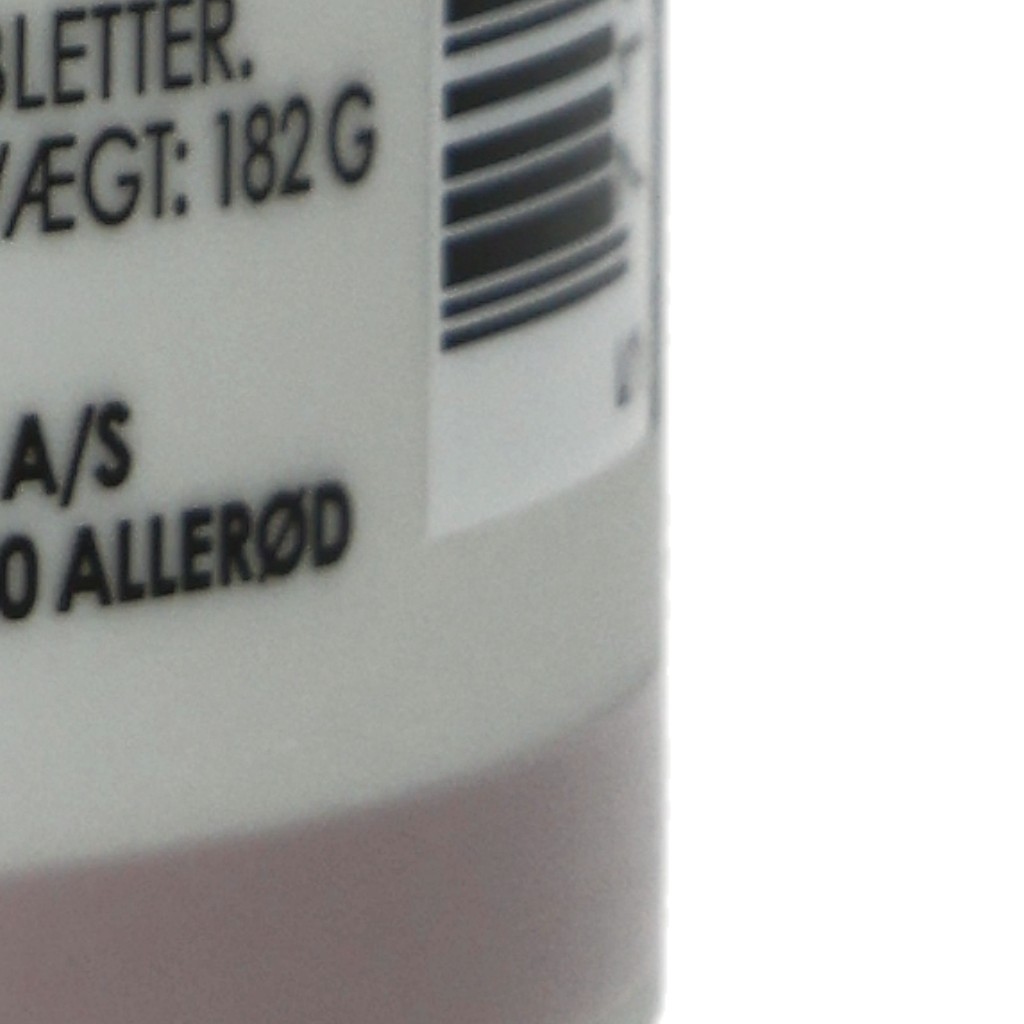 BLETTER.
VÆGT: 182 G
A/S
0 ALLERØD